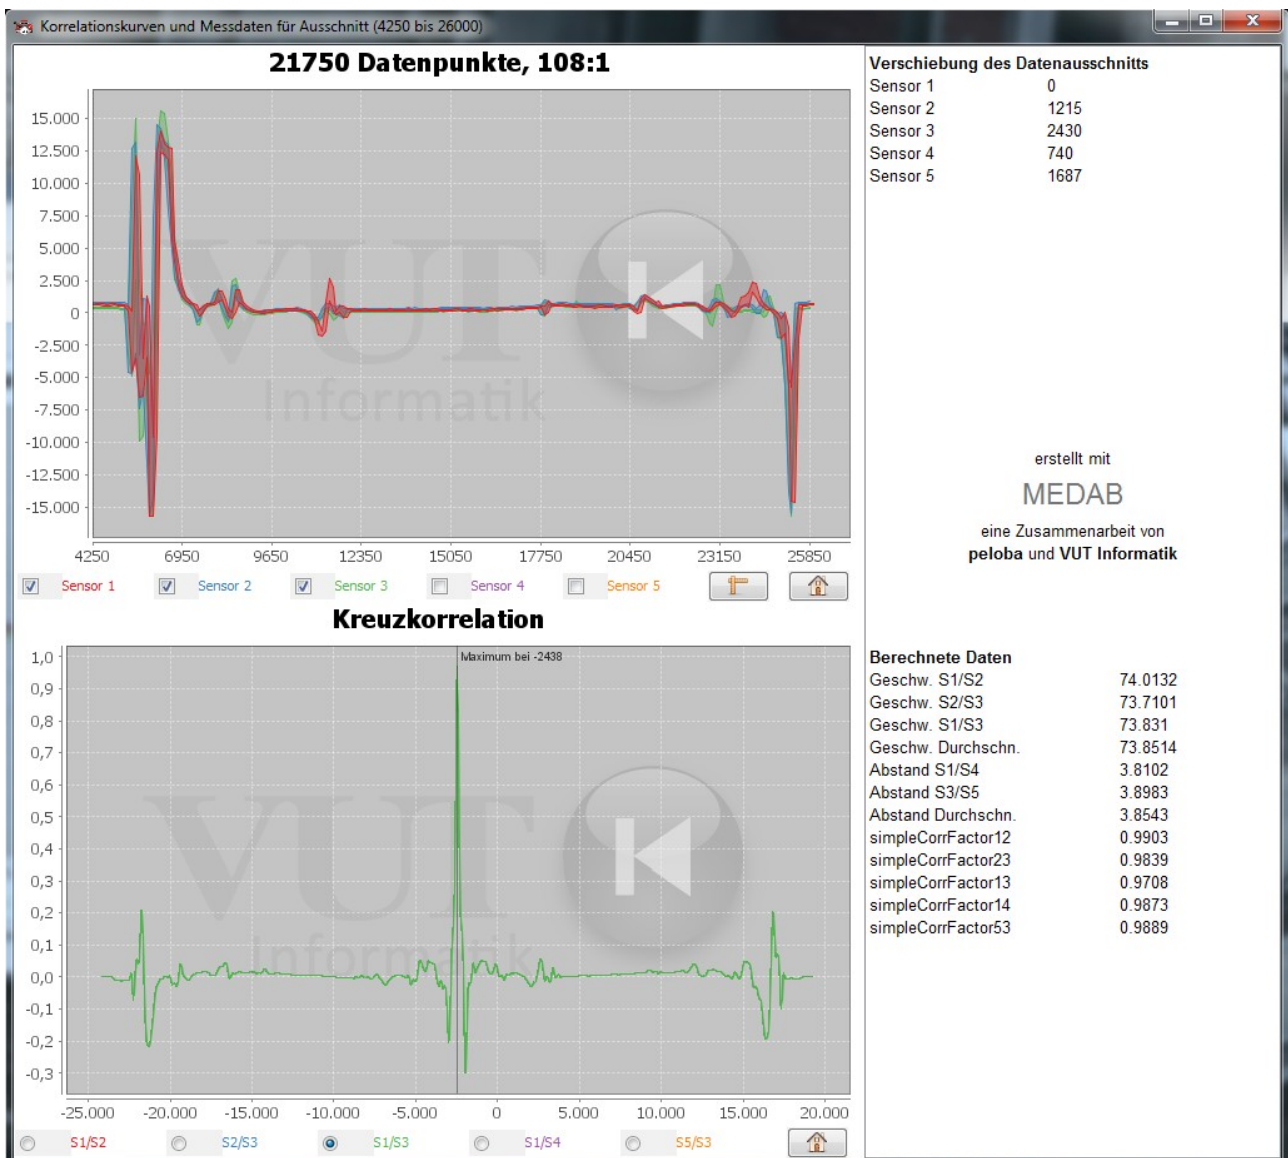 Korrelationskurven und Messdaten für Ausschnitt (4250 bis 26000)
21750 Datenpunkte, 108:1
15.000
12.500
10.000
7.500
5.000
2.500
0
-2.500
-5.000
-7.500
-10.000
-12.500
-15.000
VUT
Informatik
4250 6950 9650 12350 15050 17750 20450 23150 25850
Sensor 1 Sensor 2 Sensor 3 Sensor 4 Sensor 5
Kreuzkorrelation
Maximum bei -2438
1,0
0,9
0,8
0,7
0,6
0,5
0,4
0,3
0,2
0,1
0,0
-0,1
-0,2
-0,3
VUT
Informatik
-25.000 -20.000 -15.000 -10.000 -5.000 0 5.000 10.000 15.000 20.000
S1/S2 S2/S3 S1/S3 S1/S4 S5/S3
Verschiebung des Datenausschnitts
Sensor 1 0
Sensor 2 1215
Sensor 3 2430
Sensor 4 740
Sensor 5 1687
erstellt mit
MEDAB
eine Zusammenarbeit von
peloba und VUT Informatik
Berechnete Daten
Geschw. S1/S2 74.0132
Geschw. S2/S3 73.7101
Geschw. S1/S3 73.831
Geschw. Durchschn. 73.8514
Abstand S1/S4 3.8102
Abstand S3/S5 3.8983
Abstand Durchschn. 3.8543
simpleCorrFactor12 0.9903
simpleCorrFactor23 0.9839
simpleCorrFactor13 0.9708
simpleCorrFactor14 0.9873
simpleCorrFactor53 0.9889